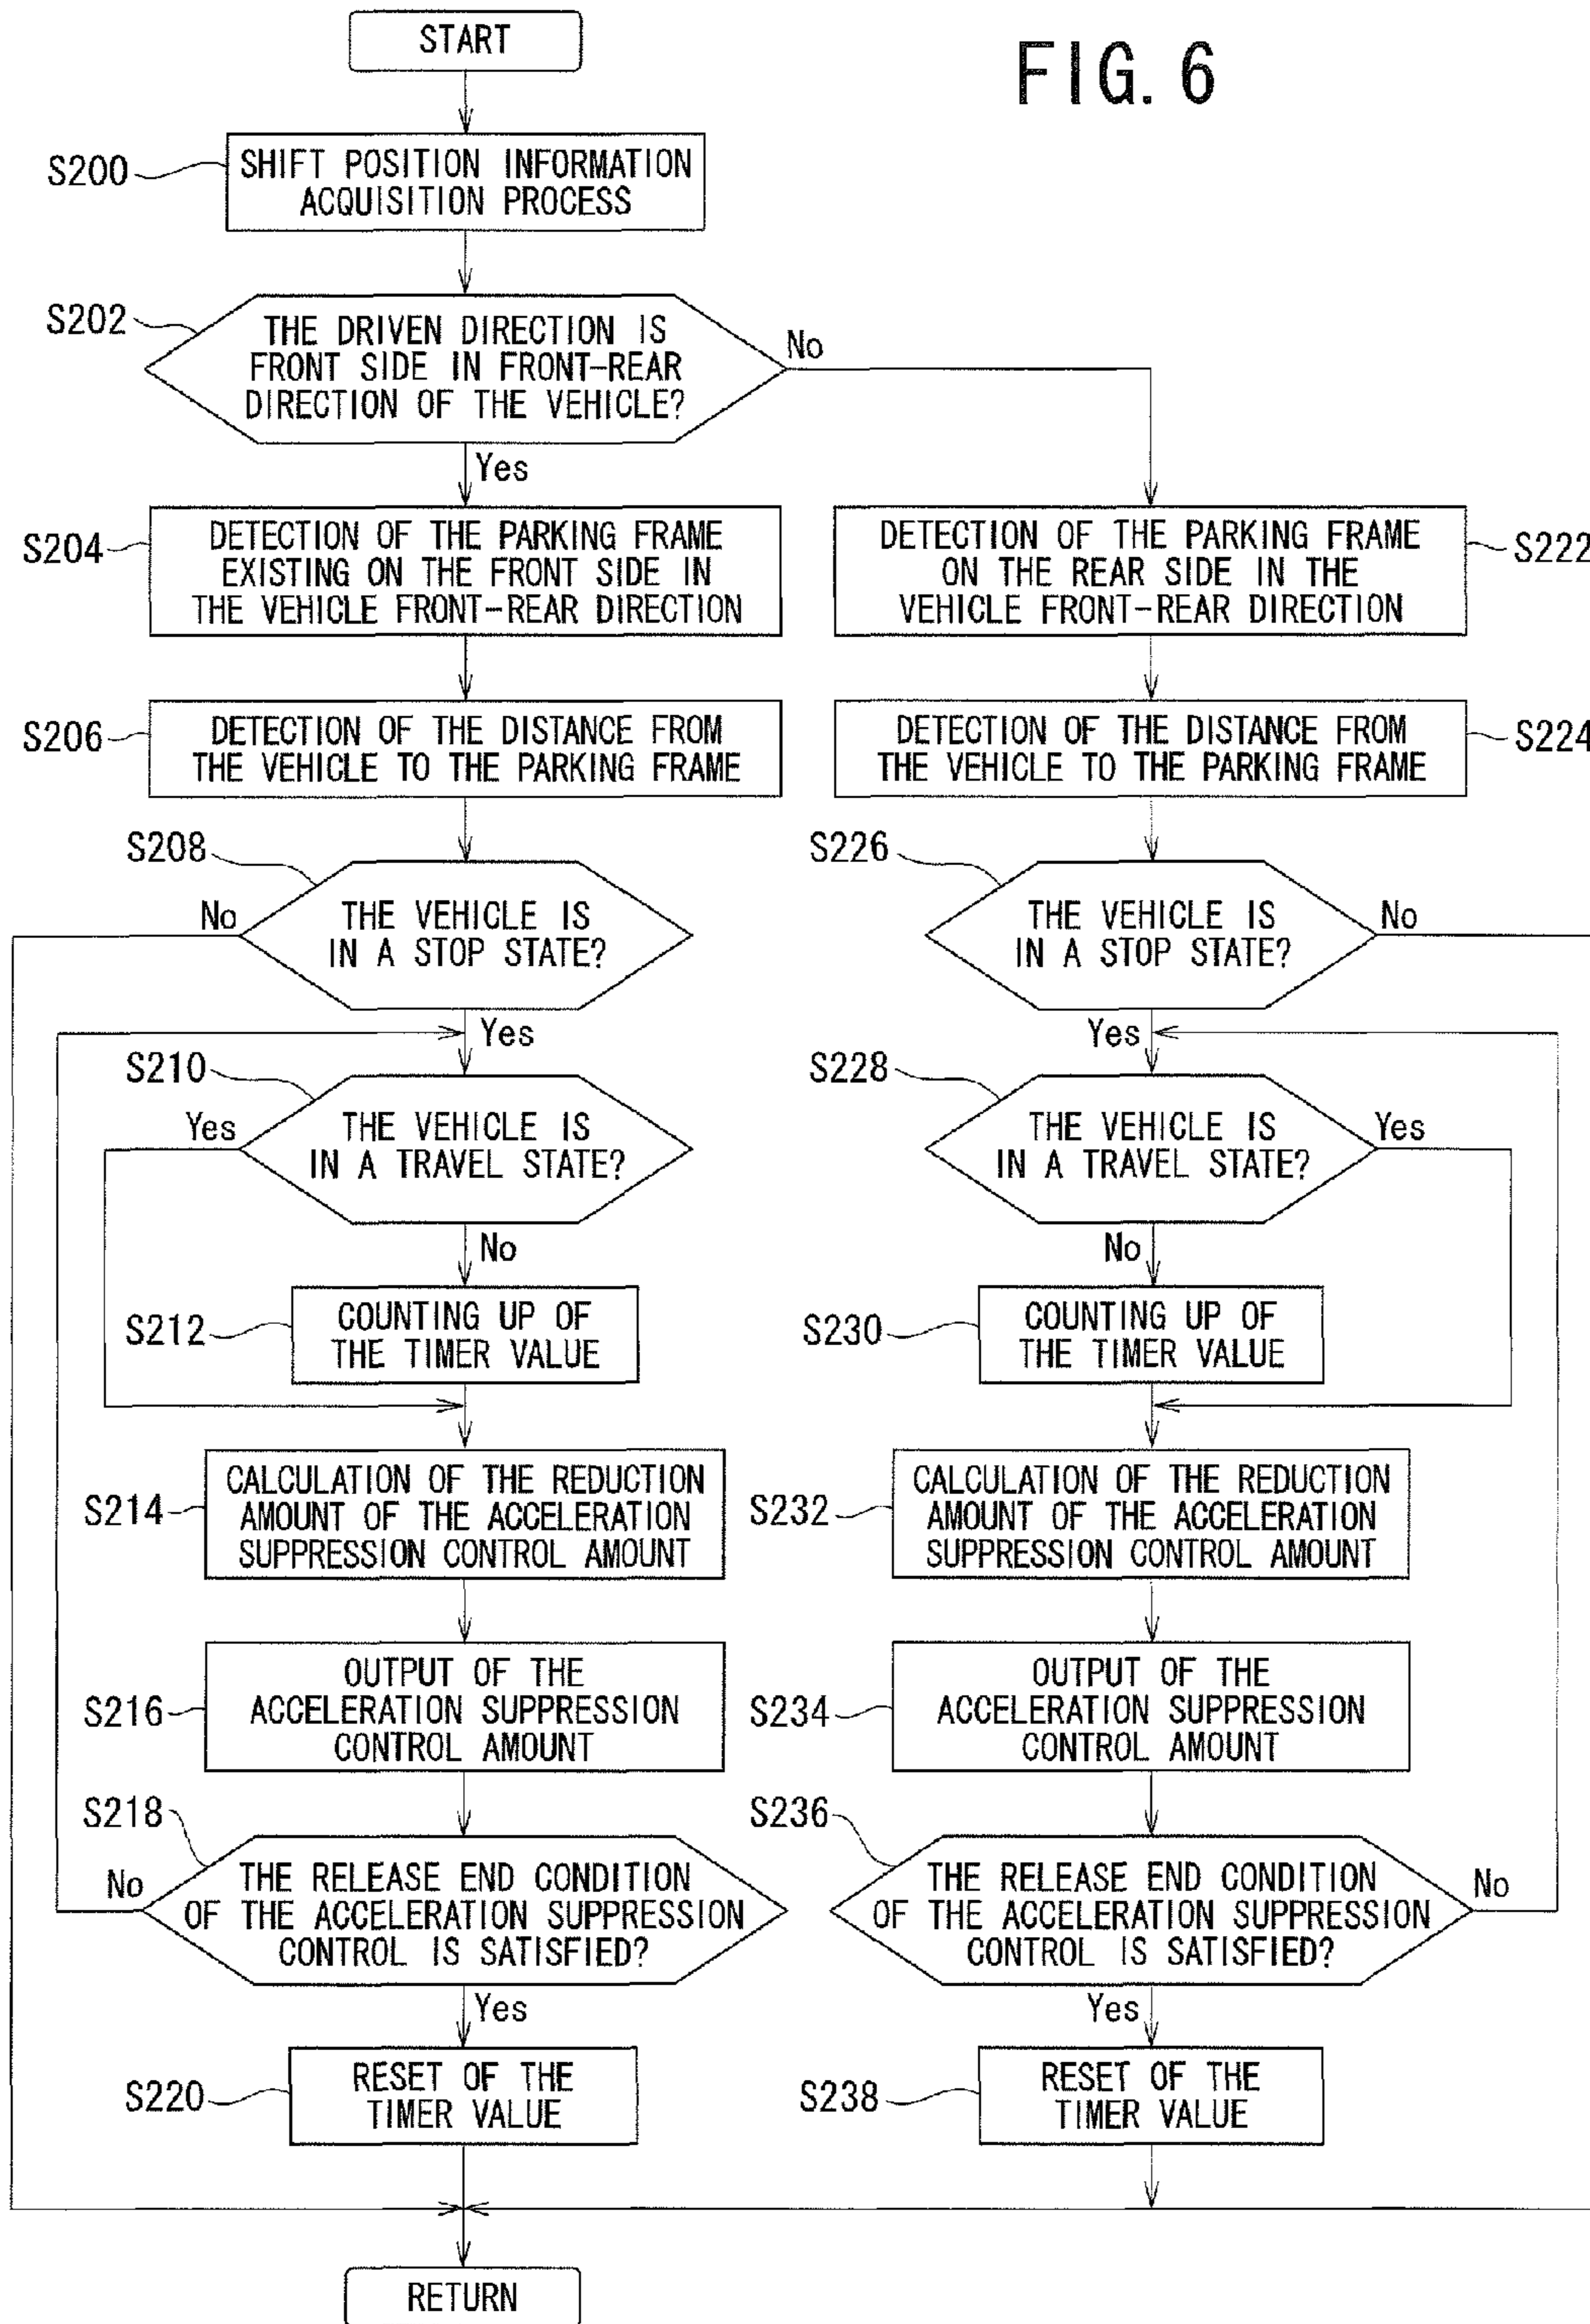 START
FIG. 6
S200
SHIFT POSITION INFORMATION
ACQUISITION PROCESS
S202
THE DRIVEN DIRECTION IS
FRONT SIDE IN FRONT-REAR
DIRECTION OF THE VEHICLE?
No
Yes
S204
DETECTION OF THE PARKING FRAME
EXISTING ON THE FRONT SIDE IN
THE VEHICLE FRONT-REAR DIRECTION
DETECTION OF THE PARKING FRAME
ON THE REAR SIDE IN THE
VEHICLE FRONT-REAR DIRECTION
S222
S206
DETECTION OF THE DISTANCE FROM
THE VEHICLE TO THE PARKING FRAME
DETECTION OF THE DISTANCE FROM
THE VEHICLE TO THE PARKING FRAME
S224
S208
No
THE VEHICLE IS
IN A STOP STATE?
Yes
S226
THE VEHICLE IS
IN A STOP STATE?
No
Yes
S210
Yes
THE VEHICLE IS
IN A TRAVEL STATE?
No
S228
THE VEHICLE IS
IN A TRAVEL STATE?
Yes
No
S212
COUNTING UP OF
THE TIMER VALUE
S230
COUNTING UP OF
THE TIMER VALUE
S214
CALCULATION OF THE REDUCTION
AMOUNT OF THE ACCELERATION
SUPPRESSION CONTROL AMOUNT
S232
CALCULATION OF THE REDUCTION
AMOUNT OF THE ACCELERATION
SUPPRESSION CONTROL AMOUNT
S216
OUTPUT OF THE
ACCELERATION SUPPRESSION
CONTROL AMOUNT
S234
OUTPUT OF THE
ACCELERATION SUPPRESSION
CONTROL AMOUNT
S218
No
THE RELEASE END CONDITION
OF THE ACCELERATION SUPPRESSION
CONTROL IS SATISFIED?
Yes
S236
THE RELEASE END CONDITION
OF THE ACCELERATION SUPPRESSION
CONTROL IS SATISFIED?
No
Yes
S220
RESET OF THE
TIMER VALUE
S238
RESET OF THE
TIMER VALUE
RETURN